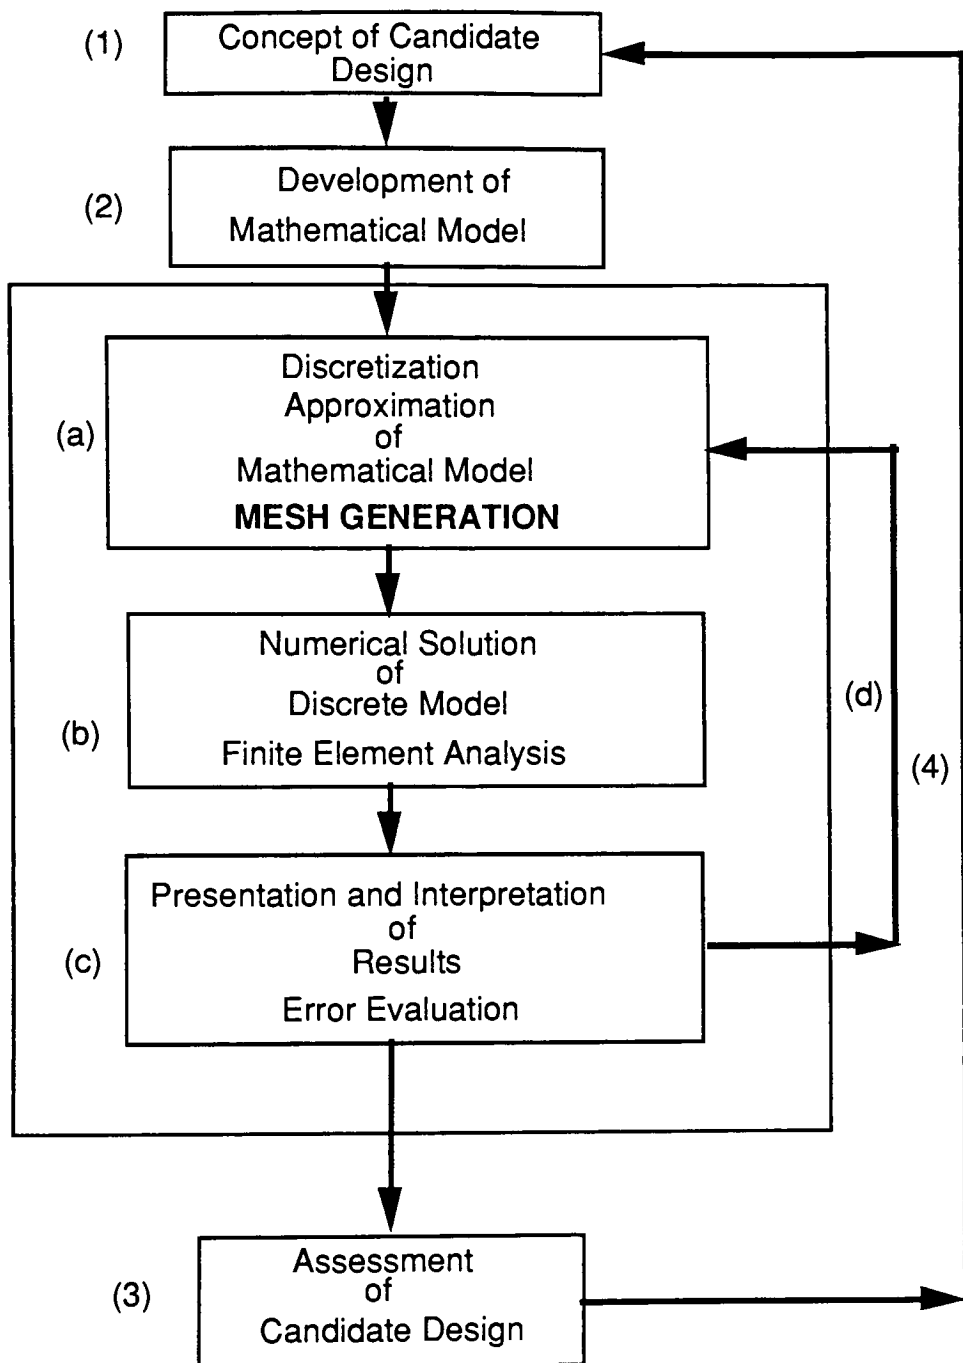 (1)
Concept of Candidate
Design
(2)
Development of
Mathematical Model
(a)
Discretization
Approximation
of
Mathematical Model
MESH GENERATION
(b)
Numerical Solution
of
Discrete Model
Finite Element Analysis
(d)
(4)
(c)
Presentation and Interpretation
of
Results
Error Evaluation
(3)
Assessment
of
Candidate Design